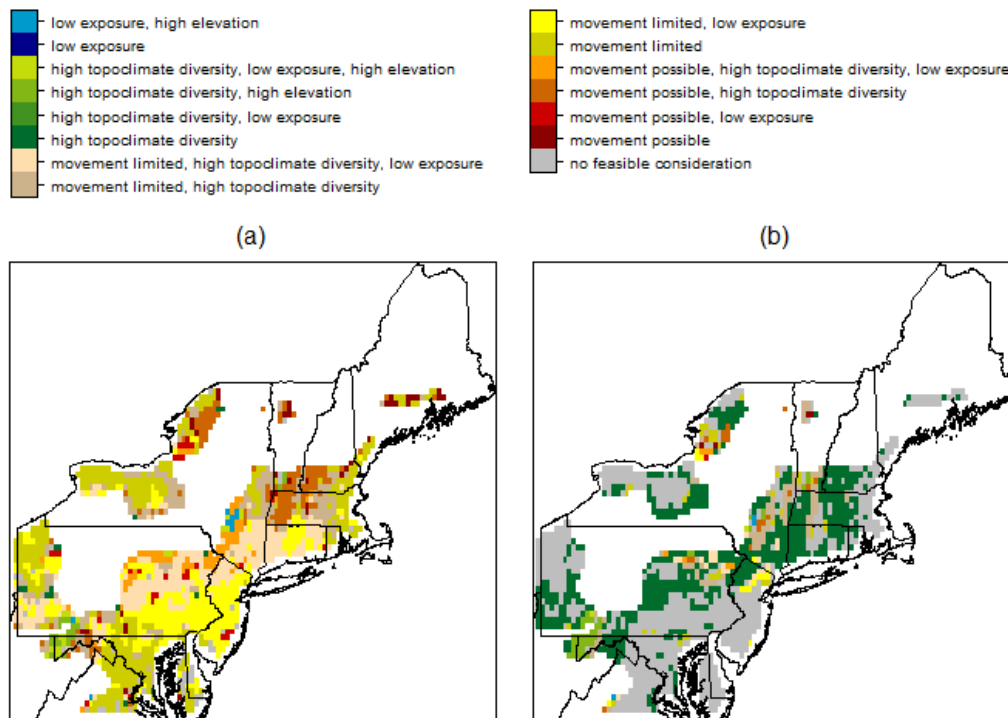 low exposure, high elevation
low exposure
high topoclimate diversity, low exposure, high elevation
high topoclimate diversity, high elevation
high topoclimate diversity, low exposure
high topoclimate diversity
movement limited, high topoclimate diversity, low exposure
movement limited, high topoclimate diversity
movement limited, low exposure
movement limited
movement possible, high topoclimate diversity, low exposure
movement possible, high topoclimate diversity
movement possible, low exposure
movement possible
no feasible consideration
(a)
(b)